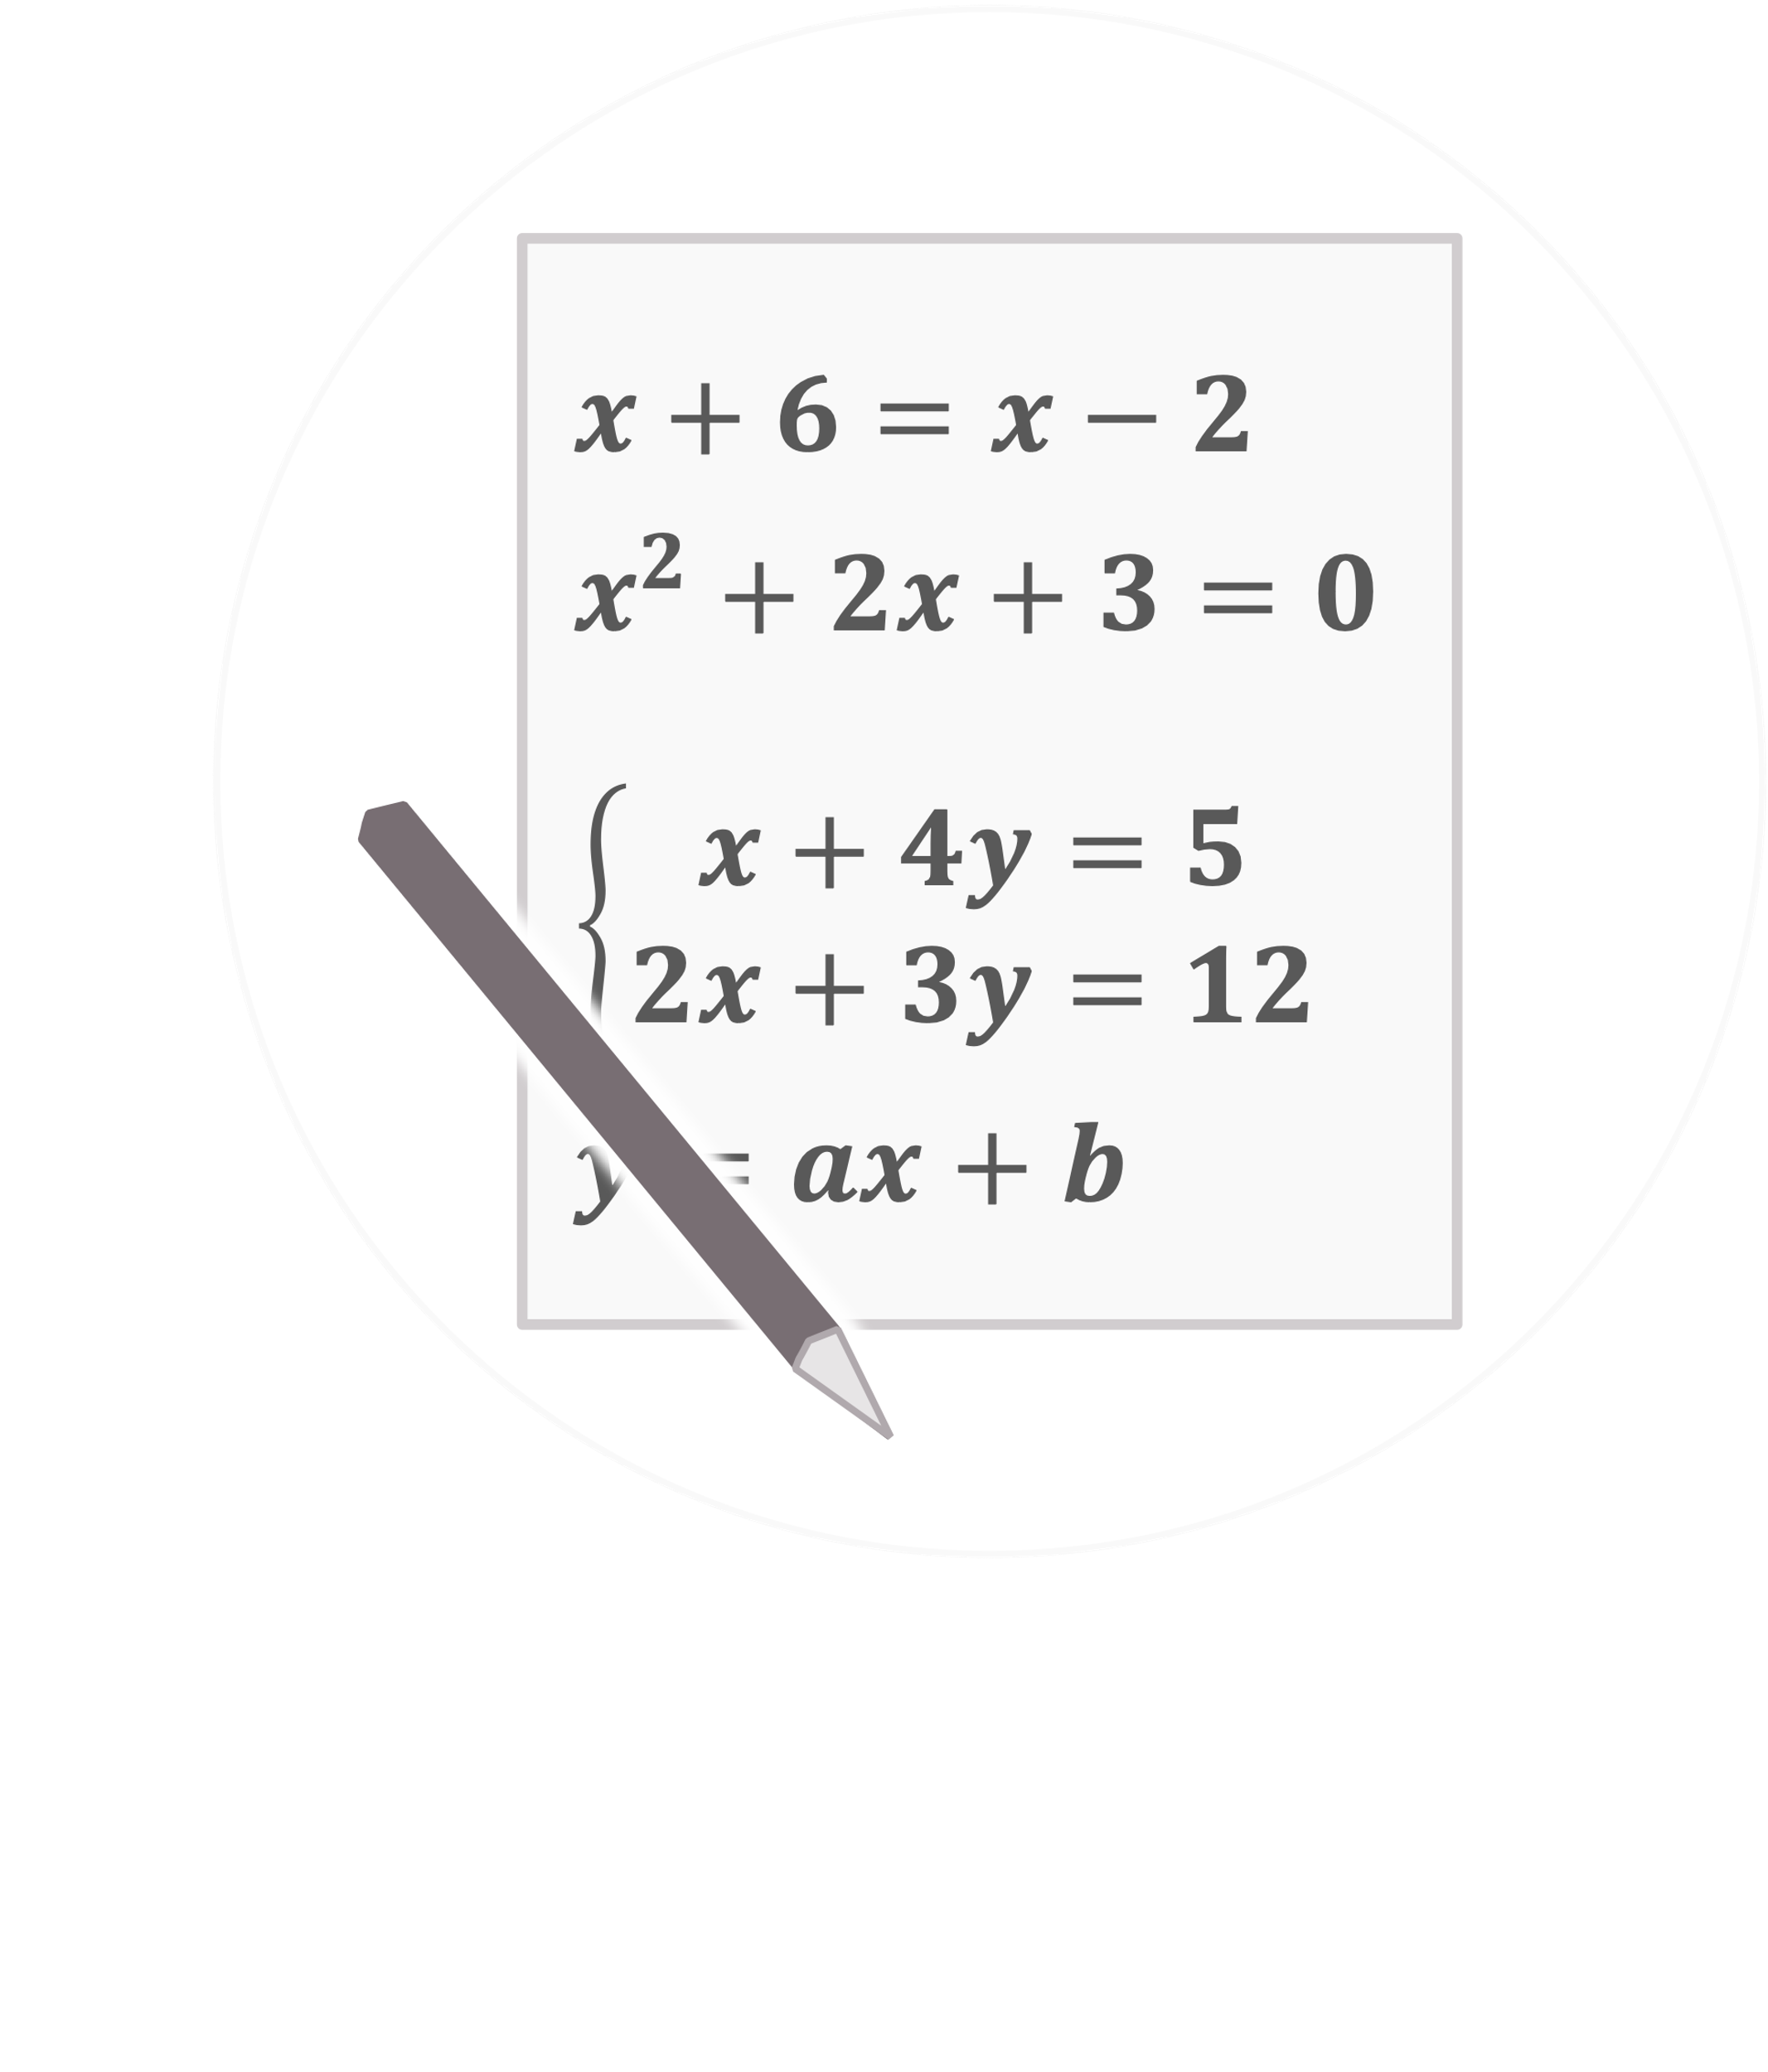 x + 6 = x − 2
x² + 2x + 3 = 0
{ x + 4y = 5
2x + 3y = 12
y = ax + b